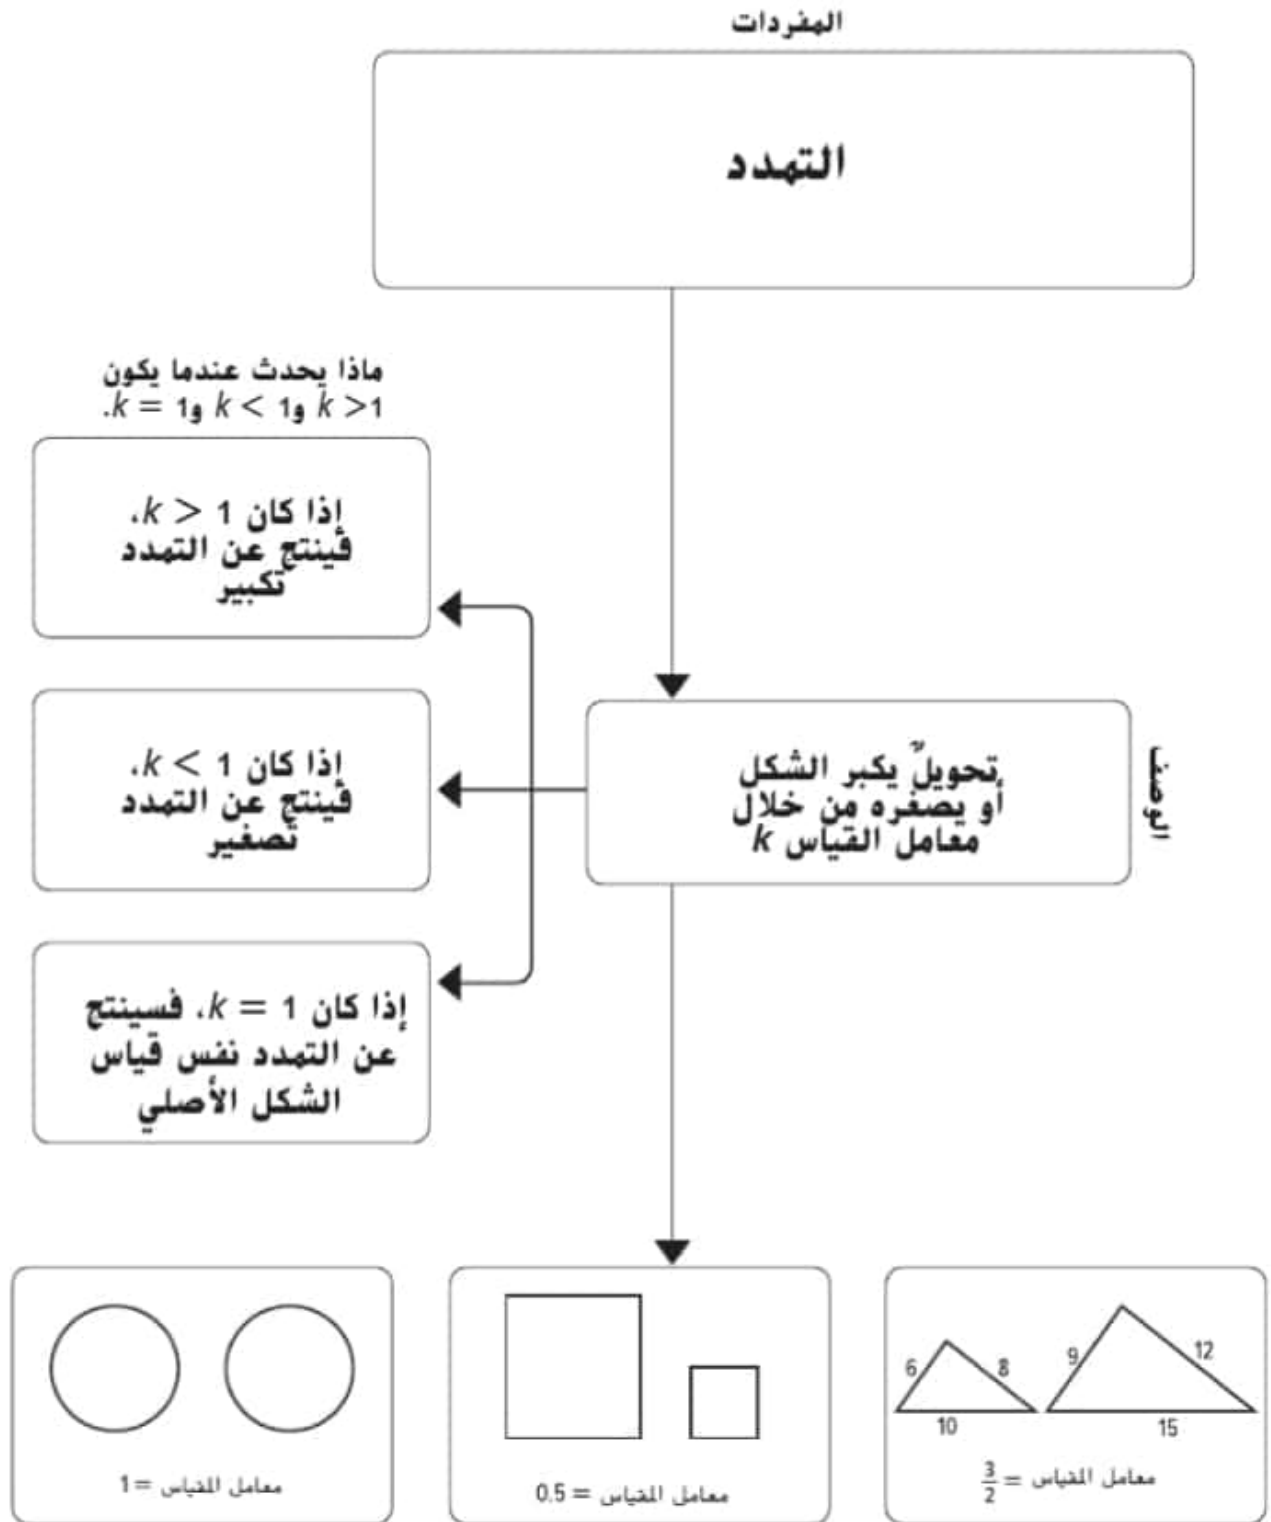 المفردات
التمدد
ماذا يحدث عندما يكون
k >1 و k < 1 و k = 1.
إذا كان k > 1،
فينتج عن التمدد
تكبير
إذا كان k < 1،
فينتج عن التمدد
تصغير
إذا كان k = 1، فسينتج
عن التمدد نفس قياس
الشكل الأصلي
تحويلٌ يكبر الشكل
أو يصغره من خلال
معامل القياس k
الوصف
6
8
10
9
12
15
معامل المقياس = 3/2
معامل المقياس = 0.5
معامل المقياس = 1